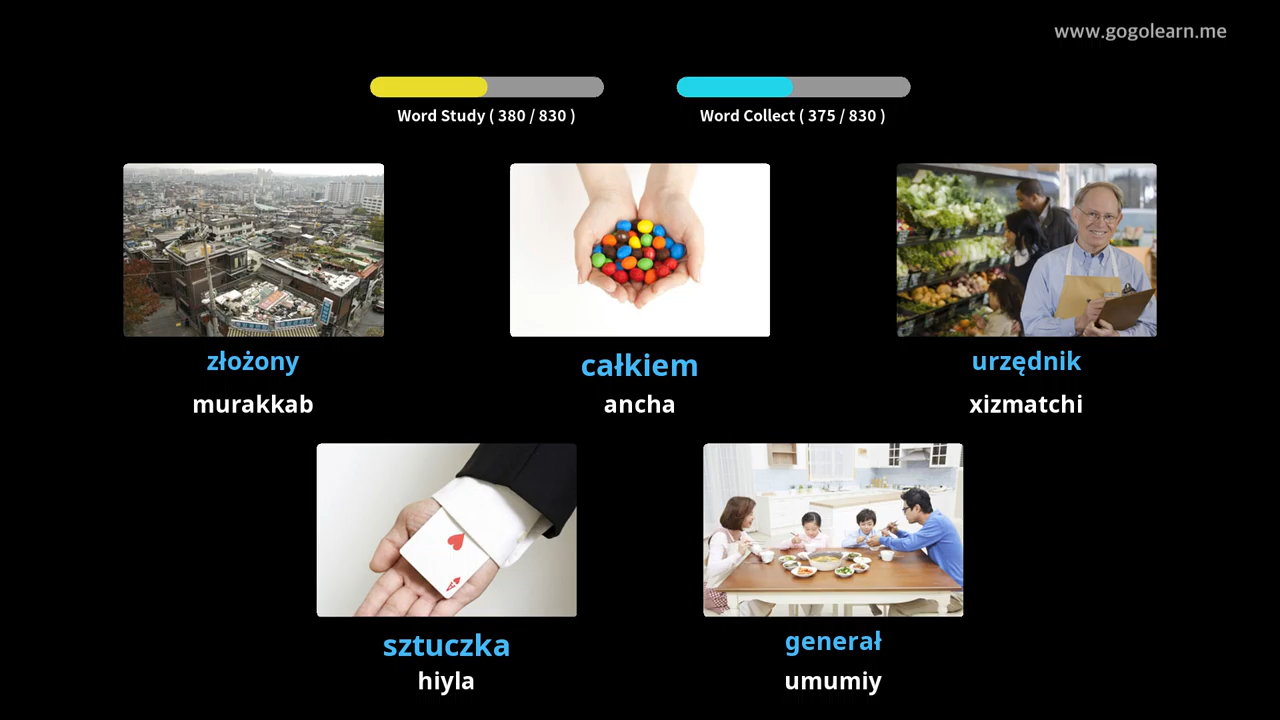 www.gogolearn.me
Word Study ( 380 / 830 )
Word Collect ( 375 / 830 )
złożony
całkiem
urzędnik
murakkab
ancha
xizmatchi
sztuczka
generał
hiyla
umumiy